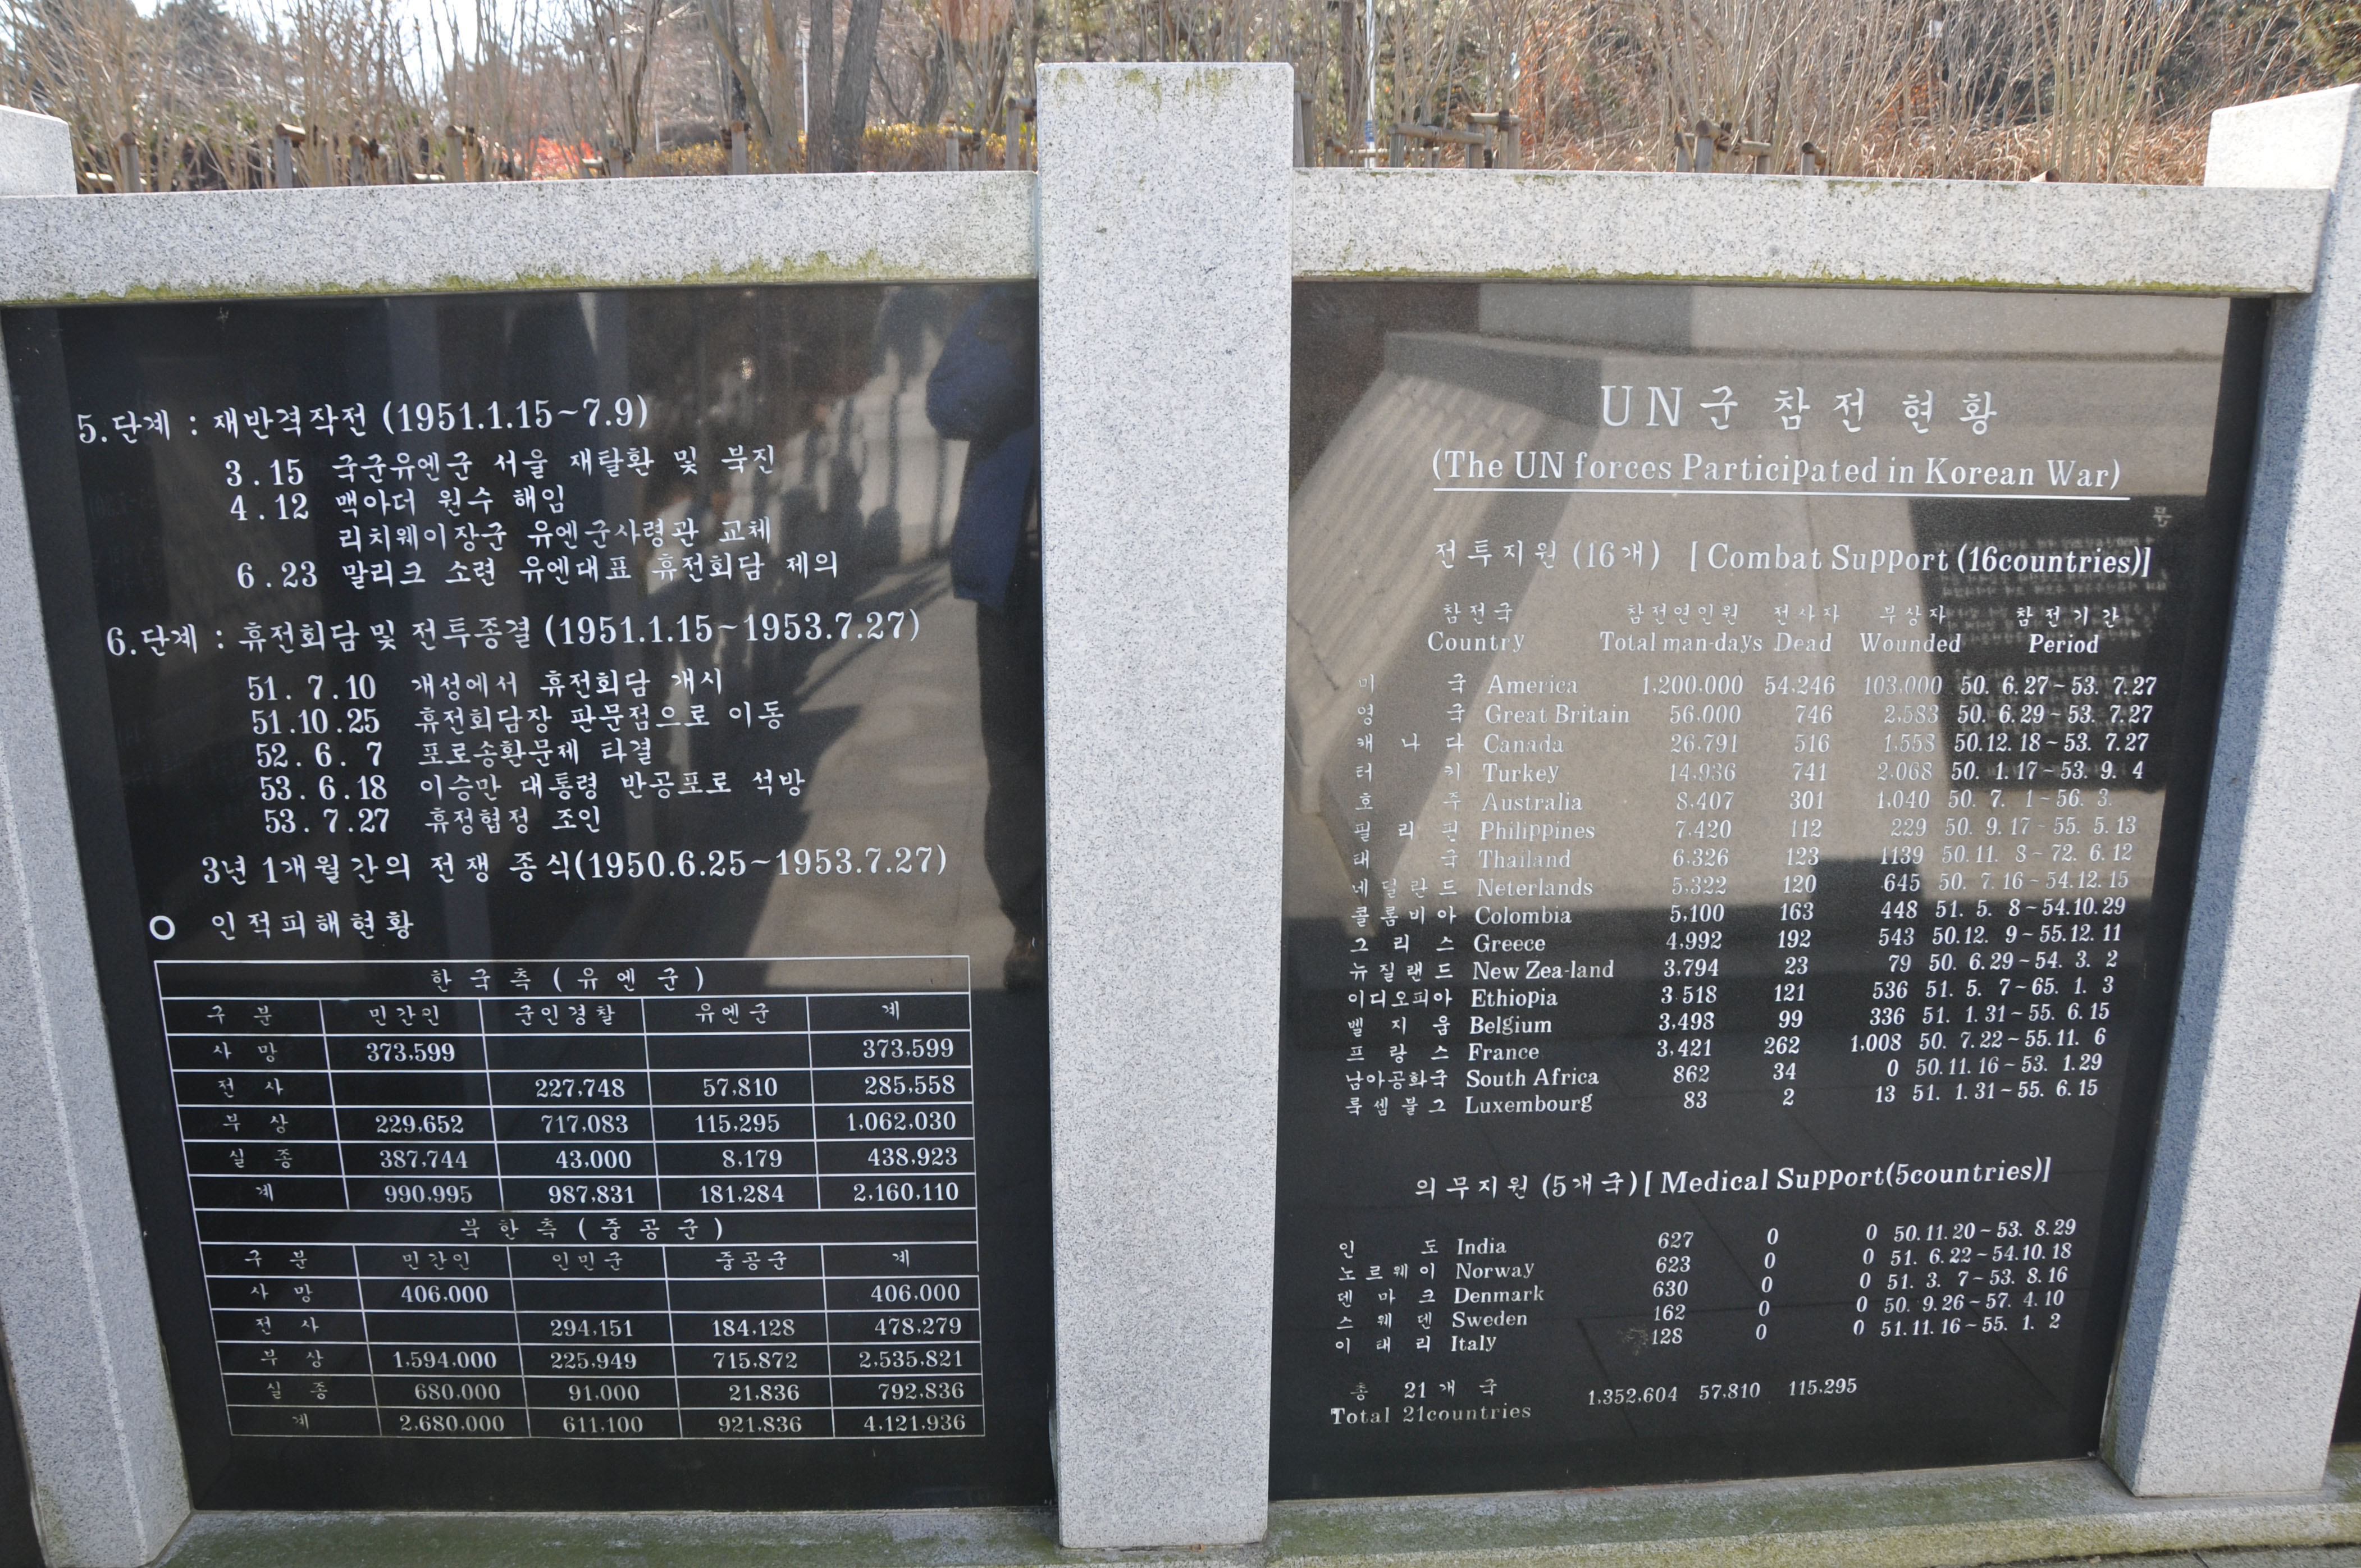 5.단계 : 재반격작전 (1951.1.15~7.9)
3.15 국군유엔군 서울 재탈환 및 북진
4.12 맥아더 원수 해임
리치웨이장군 유엔군사령관 교체
6.23 말리크 소련 유엔대표 휴전회담 제의
6.단계 : 휴전회담및 전투종결 (1951.1.15~1953.7.27)
51. 7.10 개성에서 휴전회담 개시
51.10.25 휴전회담장 판문점으로 이동
52. 6. 7 포로송환문제 타결
53. 6.18 이승만 대통령 반공포로 석방
53. 7.27 휴정협정 조인
3년 1개월간의 전쟁 종식(1950.6.25~1953.7.27)
O 인적피해현황
한국측(유엔군)
구분 민간인 군인경찰 유엔군 계
사망 373,599 373,599
전사 227,748 57,810 285,558
부상 229,652 717,083 115,295 1,062,030
실종 387,744 43,000 8,179 438,923
계 990,995 987,831 181,284 2,160,110
북한측(중공군)
구분 민간인 인민군 중공군 계
사망 406,000 406,000
전사 294,151 184,128 478,279
부상 1,594,000 225,949 715,872 2,535,821
실종 680,000 91,000 21,836 792,836
계 2,680,000 611,100 921,836 4,121,936
UN군 참전현황
(The UN forces Participated in Korean War)
전투지원 (16개) [Combat Support (16countries)]
참전국 참전연인원 전사자 부상자 참전기간
Country Total man-days Dead Wounded Period
미국 America 1,200,000 54,246 103,000 50. 6.27~53. 7.27
영국 Great Britain 56,000 746 2,583 50. 6.29~53. 7.27
캐나다 Canada 26,791 516 1,558 50.12.18~53. 7.27
터키 Turkey 14,936 741 2,068 50. 1.17~53. 9. 4
호주 Australia 8,407 301 1,040 50. 7. 1~56. 3.
필리핀 Philippines 7,420 112 229 50. 9.17~55. 5.13
태국 Thailand 6,326 123 1139 50.11. 8~72. 6.12
네덜란드 Neterlands 5,322 120 645 50. 7.16~54.12.15
콜롬비아 Colombia 5,100 163 448 51. 5. 8~54.10.29
그리스 Greece 4,992 192 543 50.12. 9~55.12.11
뉴질랜드 New Zea-land 3,794 23 79 50. 6.29~54. 3. 2
이디오피아 Ethiopia 3,518 121 536 51. 5. 7~65. 1. 3
벨지움 Belgium 3,498 99 336 51. 1.31~55. 6.15
프랑스 France 3,421 262 1,008 50. 7.22~55.11. 6
남아공화국 South Africa 862 34 0 50.11.16~53. 1.29
룩셈블그 Luxembourg 83 2 13 51. 1.31~55. 6.15
의무지원 (5개국)[Medical Support(5countries)]
인도 India 627 0 0 50.11.20~53. 8.29
노르웨이 Norway 623 0 0 51. 6.22~54.10.18
덴마크 Denmark 630 0 0 51. 3. 7~53. 8.16
스웨덴 Sweden 162 0 0 50. 9.26~57. 4.10
이태리 Italy 128 0 0 51.11.16~55. 1. 2
총 21개국 1,352,604 57,810 115,295
Total 21countries